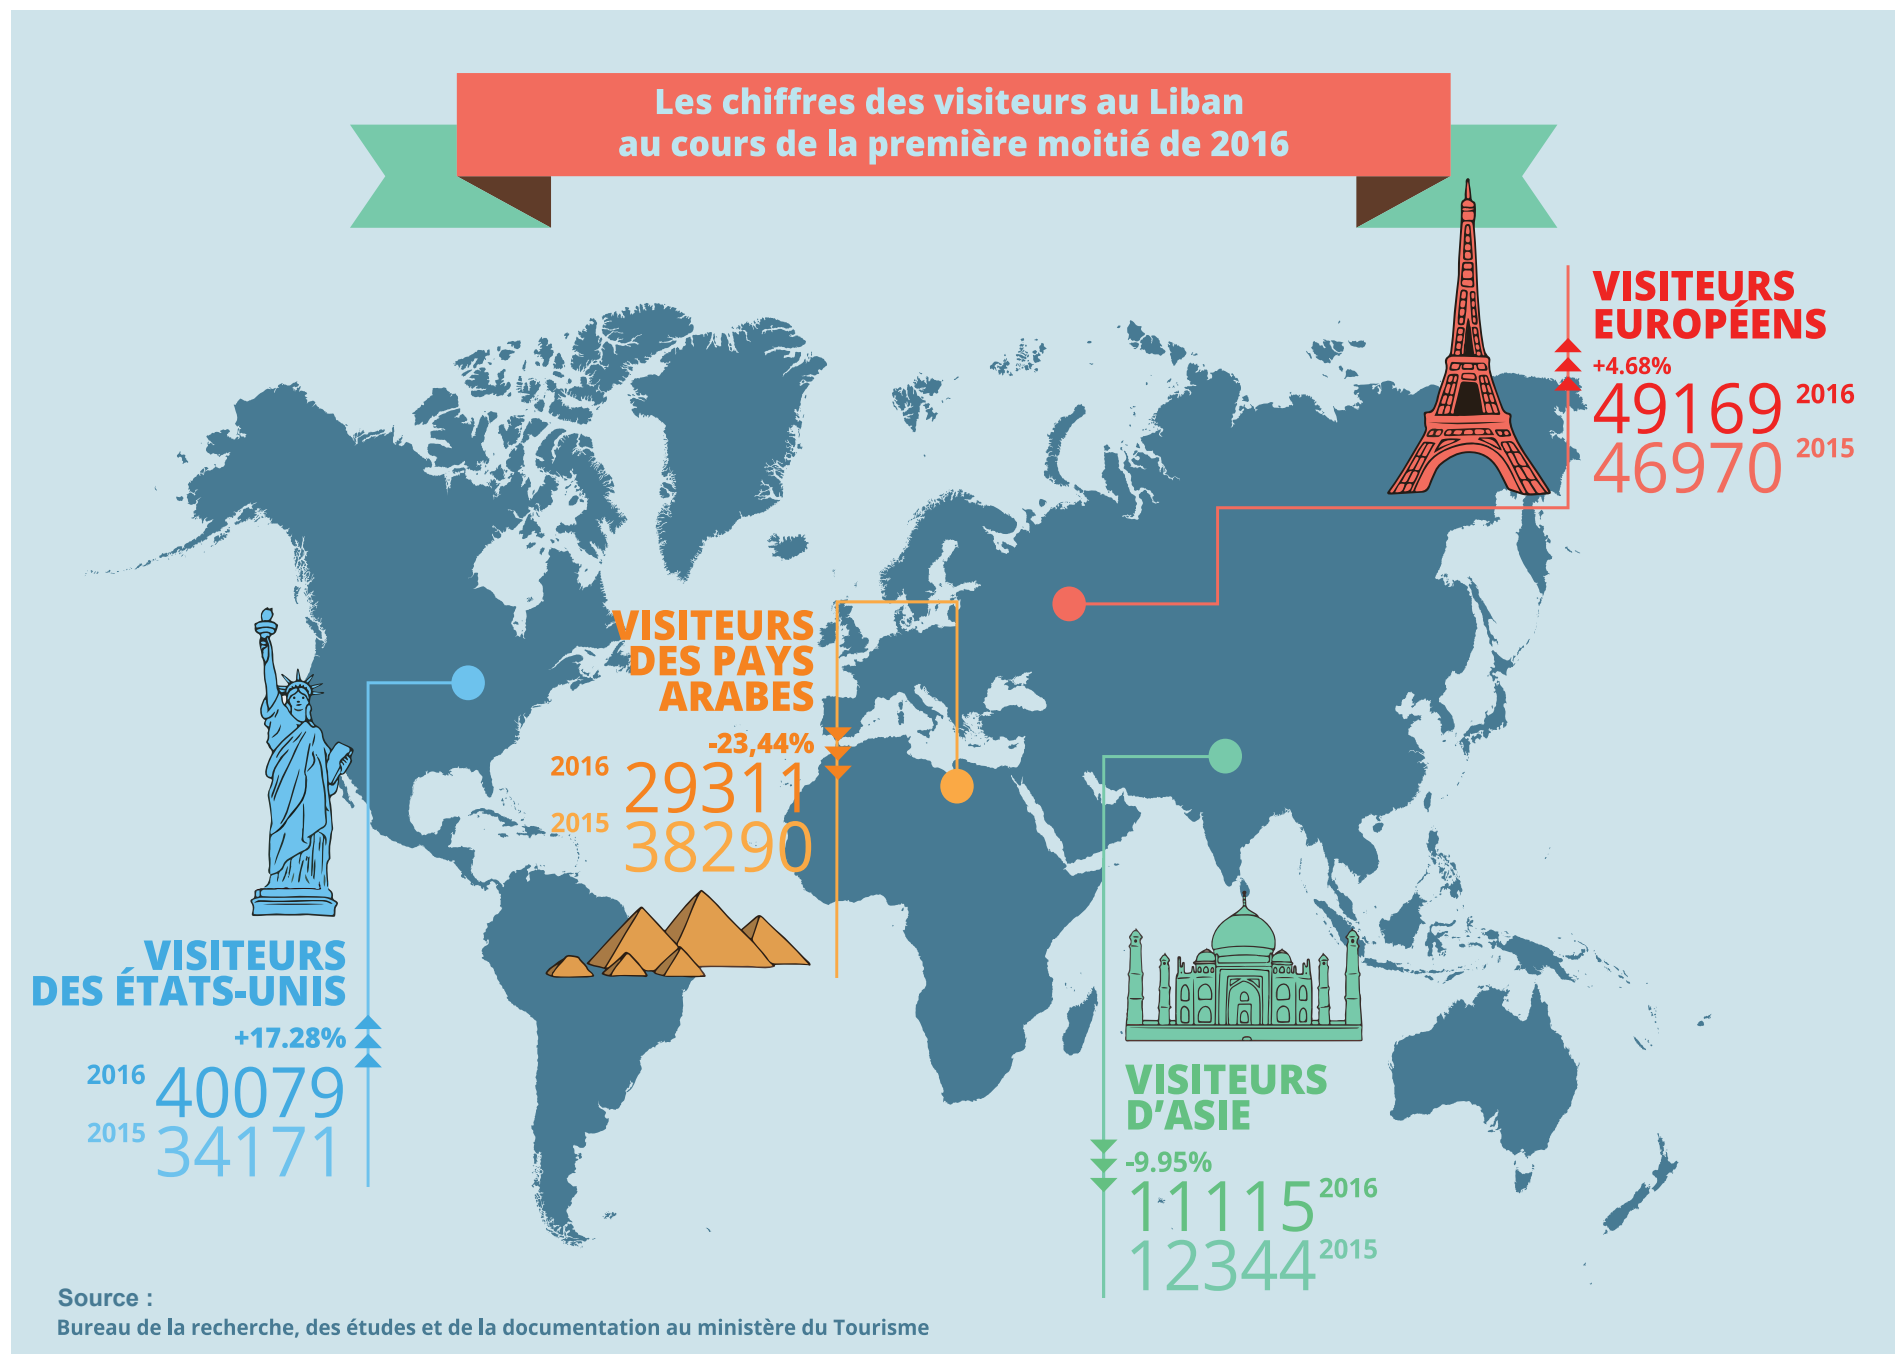 Les chiffres des visiteurs au Liban
au cours de la première moitié de 2016
VISITEURS
EUROPÉENS
+4.68%
49169 2016
46970 2015
VISITEURS
DES PAYS
ARABES
-23,44%
2016 29311
2015 38290
VISITEURS
DES ÉTATS-UNIS
+17.28%
2016 40079
2015 34171
VISITEURS
D’ASIE
-9.95%
11115 2016
12344 2015
Source :
Bureau de la recherche, des études et de la documentation au ministère du Tourisme